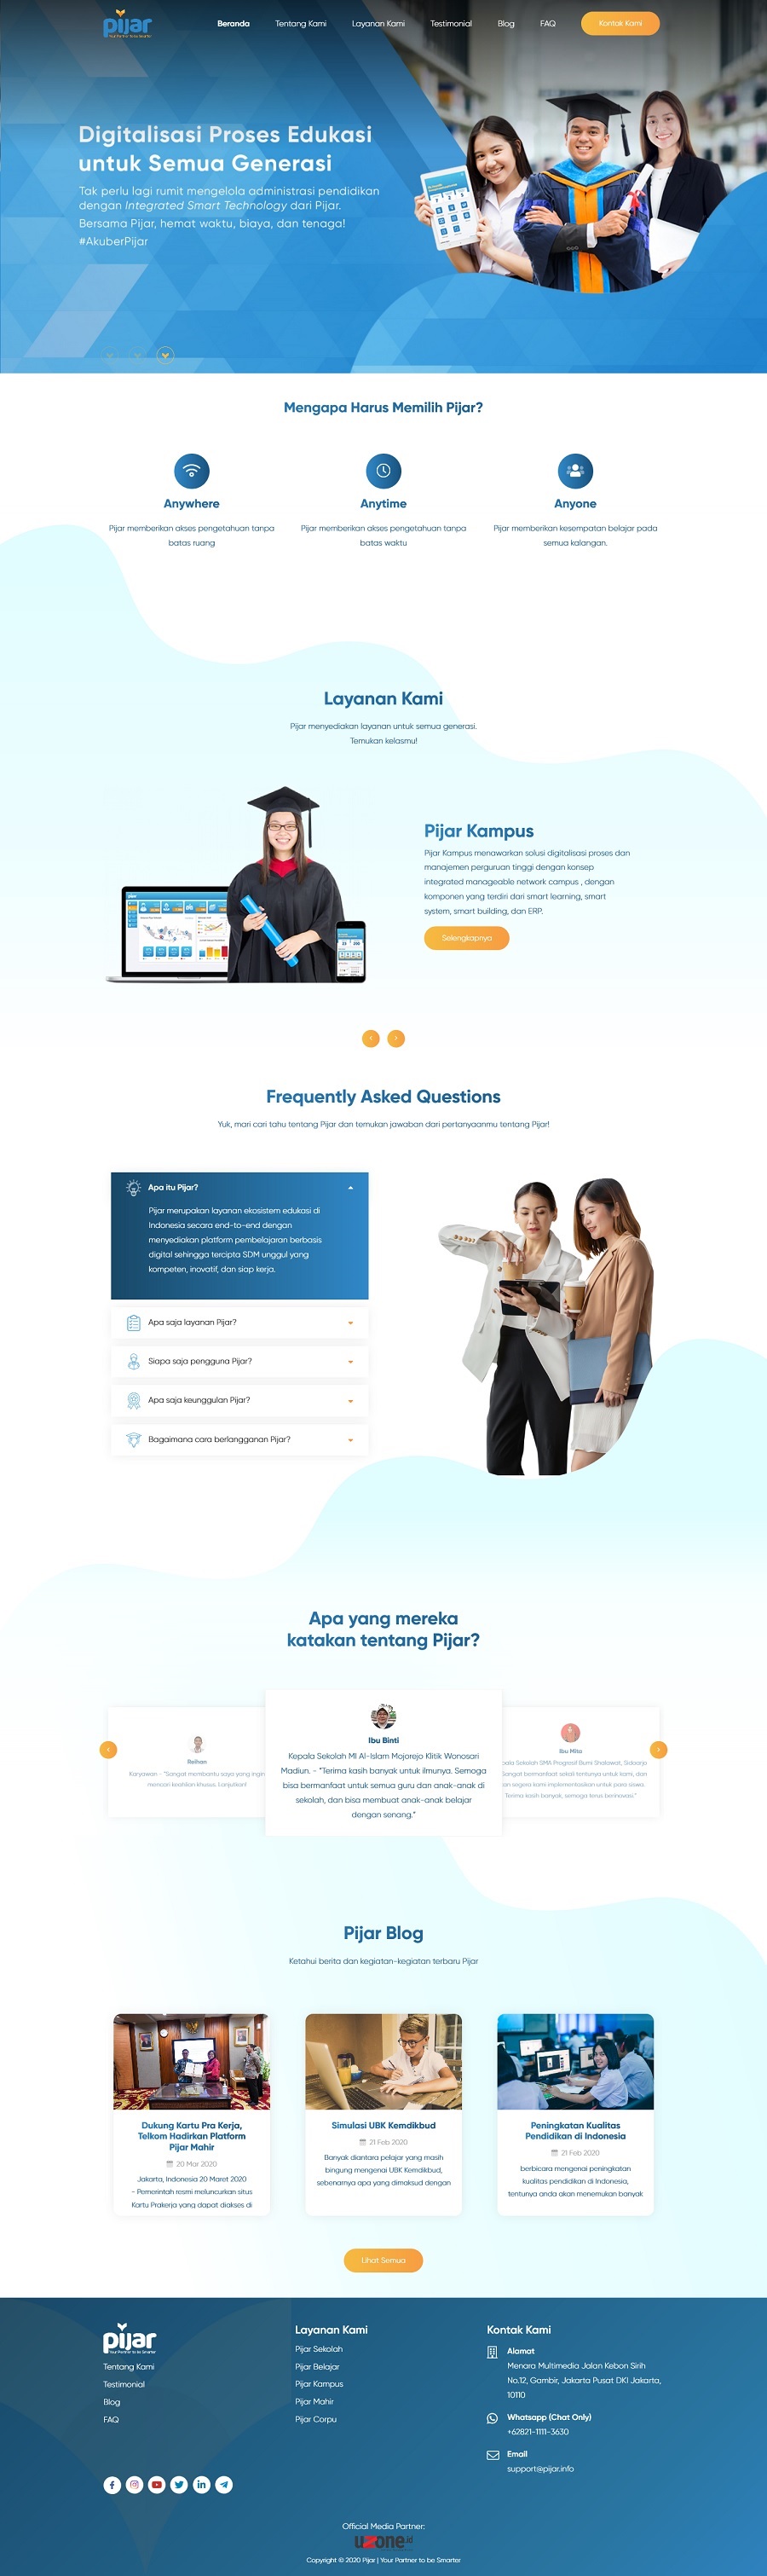 pijar
Your Partner to be Smarter
Beranda
Tentang Kami
Layanan Kami
Testimonial
Blog
FAQ
Kontak Kami
Digitalisasi Proses Edukasi
untuk Semua Generasi
Tak perlu lagi rumit mengelola administrasi pendidikan
dengan Integrated Smart Technology dari Pijar.
Bersama Pijar, hemat waktu, biaya, dan tenaga!
#AkuberPijar
Mengapa Harus Memilih Pijar?
Anywhere
Pijar memberikan akses pengetahuan tanpa
batas ruang
Anytime
Pijar memberikan akses pengetahuan tanpa
batas waktu
Anyone
Pijar memberikan kesempatan belajar pada
semua kalangan.
Layanan Kami
Pijar menyediakan layanan untuk semua generasi.
Temukan kelasmu!
Pijar Kampus
Pijar Kampus menawarkan solusi digitalisasi proses dan
manajemen perguruan tinggi dengan konsep
integrated manageable network campus , dengan
komponen yang terdiri dari smart learning, smart
system, smart building, dan ERP.
Selengkapnya
Frequently Asked Questions
Yuk, mari cari tahu tentang Pijar dan temukan jawaban dari pertanyaanmu tentang Pijar!
Apa itu Pijar?
Pijar merupakan layanan ekosistem edukasi di
Indonesia secara end-to-end dengan
menyediakan platform pembelajaran berbasis
digital sehingga tercipta SDM unggul yang
kompeten, inovatif, dan siap kerja.
Apa saja layanan Pijar?
Siapa saja pengguna Pijar?
Apa saja keunggulan Pijar?
Bagaimana cara berlangganan Pijar?
Apa yang mereka
katakan tentang Pijar?
Reihan
Karyawan - "Sangat membantu saya yang ingin
mencari keahlian khusus. Lanjutkan!
Ibu Binti
Kepala Sekolah MI Al-Islam Mojorejo Klitik Wonosari
Madiun. - "Terima kasih banyak untuk ilmunya. Semoga
bisa bermanfaat untuk semua guru dan anak-anak di
sekolah, dan bisa membuat anak-anak belajar
dengan senang."
Ibu Mita
pala Sekolah SMA Progresif Bumi Shalawat, Sidoarjo
Sangat bermanfaat sekali tentunya untuk kami, dan
an segera kami implementasikan untuk para siswa.
Terima kasih banyak, semoga terus berinovasi."
Pijar Blog
Ketahui berita dan kegiatan-kegiatan terbaru Pijar
Dukung Kartu Pra Kerja,
Telkom Hadirkan Platform
Pijar Mahir
20 Mar 2020
Jakarta, Indonesia 20 Maret 2020
- Pemerintah resmi meluncurkan situs
Kartu Prakerja yang dapat diakses di
Simulasi UBK Kemdikbud
21 Feb 2020
Banyak diantara pelajar yang masih
bingung mengenai UBK Kemdikbud,
sebenarnya apa yang dimaksud dengan
Peningkatan Kualitas
Pendidikan di Indonesia
21 Feb 2020
berbicara mengenai peningkatan
kualitas pendidikan di Indonesia,
tentunya anda akan menemukan banyak
Lihat Semua
pijar
Your Partner to be Smarter
Tentang Kami
Testimonial
Blog
FAQ
Layanan Kami
Pijar Sekolah
Pijar Belajar
Pijar Kampus
Pijar Mahir
Pijar Corpu
Kontak Kami
Alamat
Menara Multimedia Jalan Kebon Sirih
No.12, Gambir, Jakarta Pusat DKI Jakarta,
10110
Whatsapp (Chat Only)
+62821-1111-3630
Email
support@pijar.info
Official Media Partner:
uzone.id
Copyright © 2020 Pijar | Your Partner to be Smarter